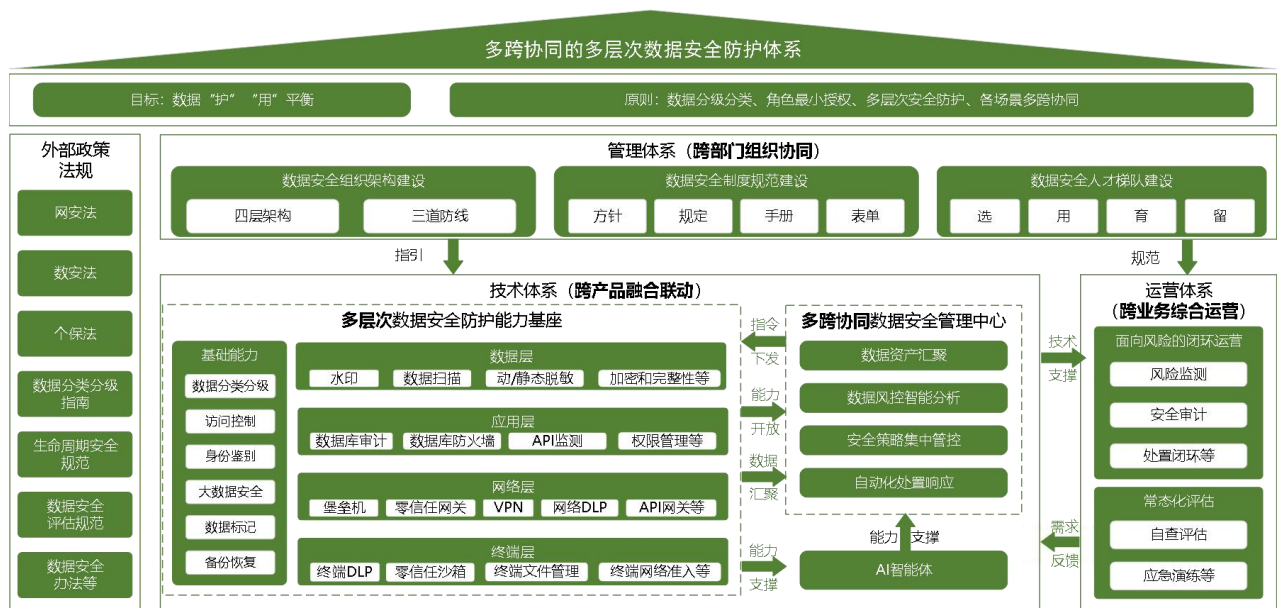 多跨协同的多层次数据安全防护体系
目标：数据“护”“用”平衡
原则：数据分级分类、角色最小授权、多层次安全防护、各场景多跨协同
外部政策
法规
网安法
数安法
个保法
数据分类分级
指南
生命周期安全
规范
数据安全
评估规范
数据安全
办法等
管理体系（跨部门组织协同）
数据安全组织架构建设
四层架构
三道防线
数据安全制度规范建设
方针
规定
手册
表单
数据安全人才梯队建设
选
用
育
留
指引
规范
技术体系（跨产品融合联动）
多层次数据安全防护能力基座
基础能力
数据分类分级
访问控制
身份鉴别
大数据安全
数据标记
备份恢复
数据层
水印
数据扫描
动/静态脱敏
加密和完整性等
应用层
数据库审计
数据库防火墙
API监测
权限管理等
网络层
堡垒机
零信任网关
VPN
网络DLP
API网关等
终端层
终端DLP
零信任沙箱
终端文件管理
终端网络准入等
指令
下发
能力
开放
数据
汇聚
能力
支撑
多跨协同数据安全管理中心
数据资产汇聚
数据风控智能分析
安全策略集中管控
自动化处置响应
能力
支撑
AI智能体
技术
支撑
需求
反馈
运营体系
（跨业务综合运营）
面向风险的闭环运营
风险监测
安全审计
处置闭环等
常态化评估
自查评估
应急演练等